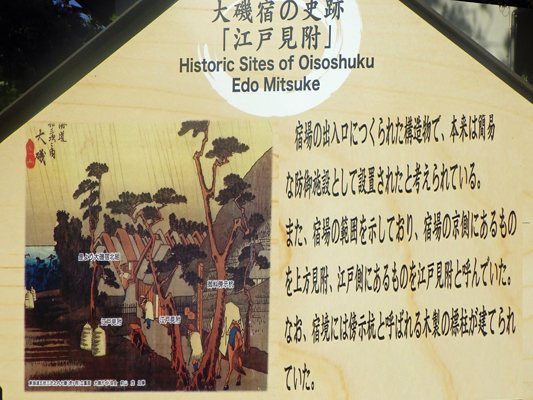 大磯宿の史跡
「江戸見附」
Historic Sites of Oisoshuku
Edo Mitsuke
宿場の出入口につくられた構造物で、本来は簡易
な防御施設として設置されたと考えられている。
また、宿場の範囲を示しており、宿場の京側にあるもの
を上方見附、江戸側にあるものを江戸見附と呼んでいた。
なお、宿境には傍示杭と呼ばれる木製の標柱が建てられ
ていた。
大磯
江戸見附
江戸見附